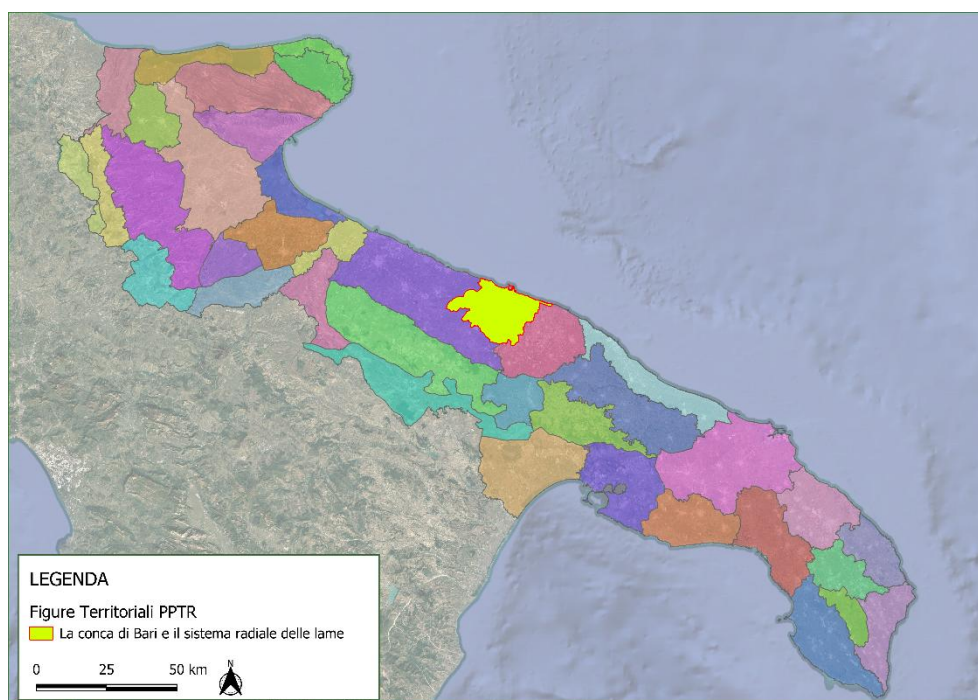 LEGENDA
Figure Territoriali PPTR
La conca di Bari e il sistema radiale delle lame
0 25 50 km N